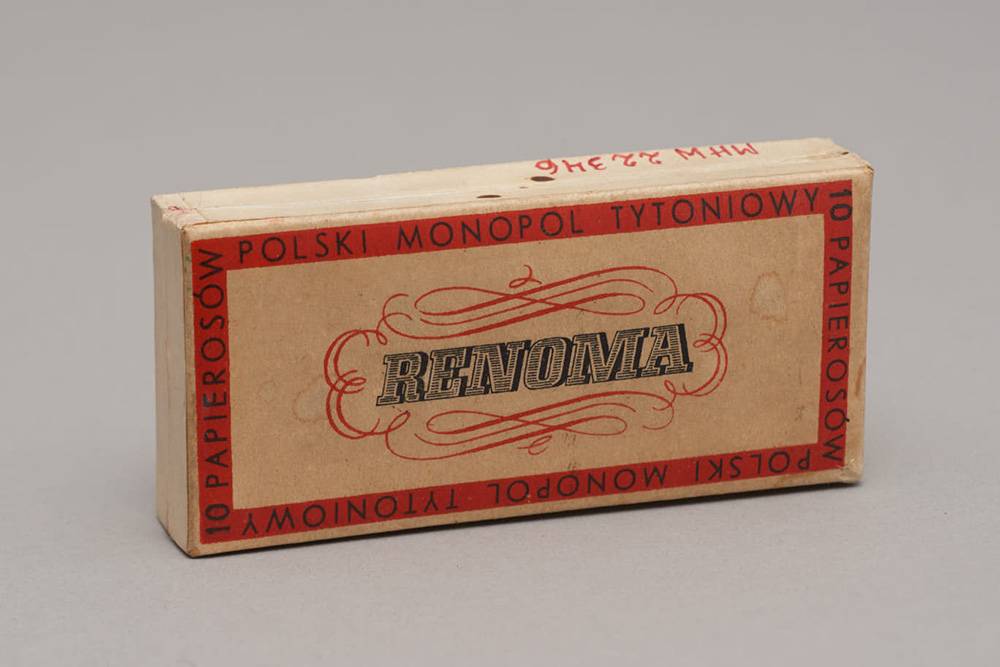 MHW 22346
POLSKI MONOPOL TYTONIOWY
10 PAPIEROSÓW
RENOMA
10 PAPIEROSÓW
POLSKI MONOPOL TYTONIOWY